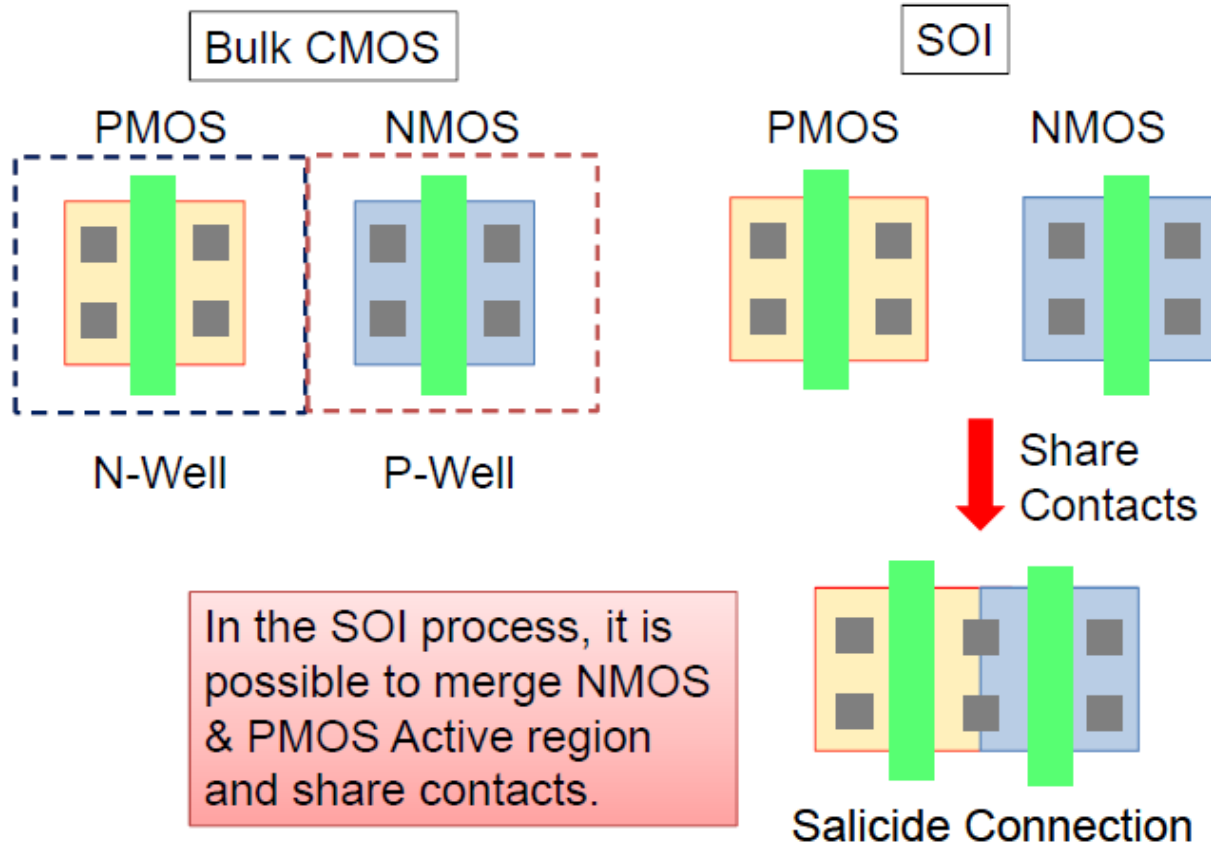 Bulk CMOS
SOI
PMOS
NMOS
PMOS
NMOS
N-Well
P-Well
Share
Contacts
In the SOI process, it is
possible to merge NMOS
& PMOS Active region
and share contacts.
Salicide Connection